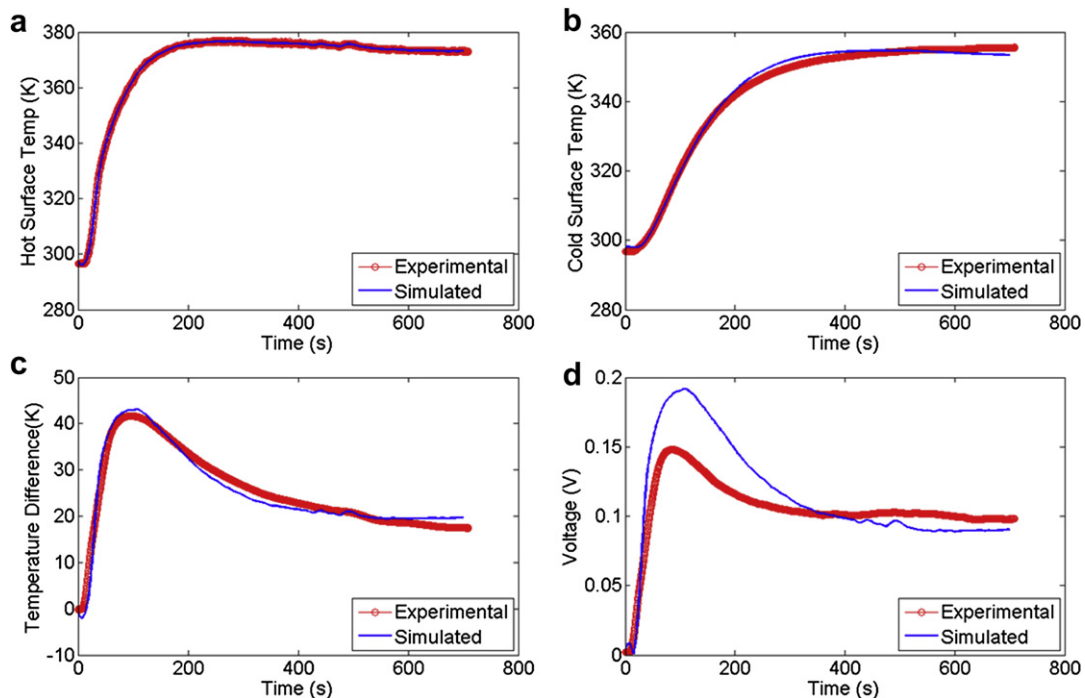 a
380
360
340
320
300
280
Hot Surface Temp (K)
Experimental
Simulated
0 200 400 600 800
Time (s)
b
360
340
320
300
280
Cold Surface Temp (K)
Experimental
Simulated
0 200 400 600 800
Time (s)
c
50
40
30
20
10
0
-10
Temperature Difference(K)
Experimental
Simulated
0 200 400 600 800
Time (s)
d
0.2
0.15
0.1
0.05
0
Voltage (V)
Experimental
Simulated
0 200 400 600 800
Time (s)